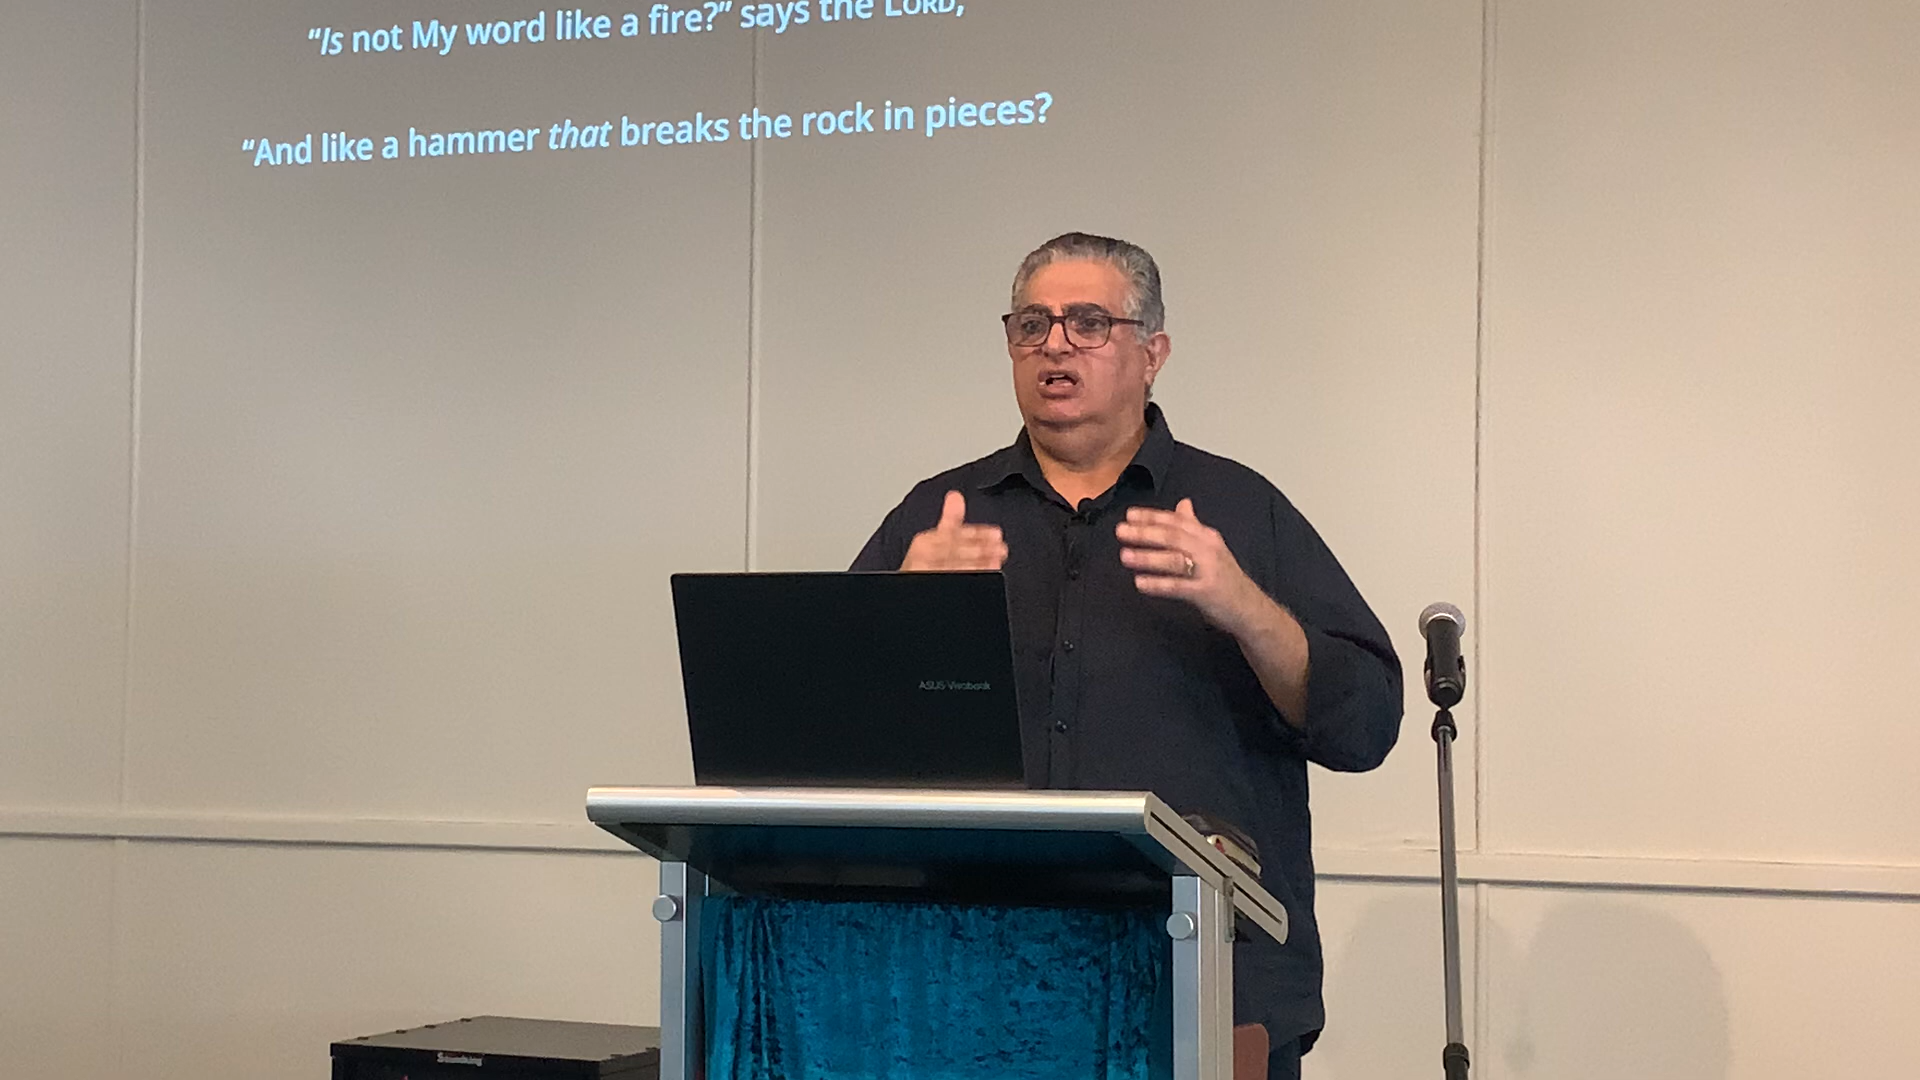 “Is not My word like a fire?” says the LORD,
“And like a hammer that breaks the rock in pieces?
ASUS Vivobook
Soundking